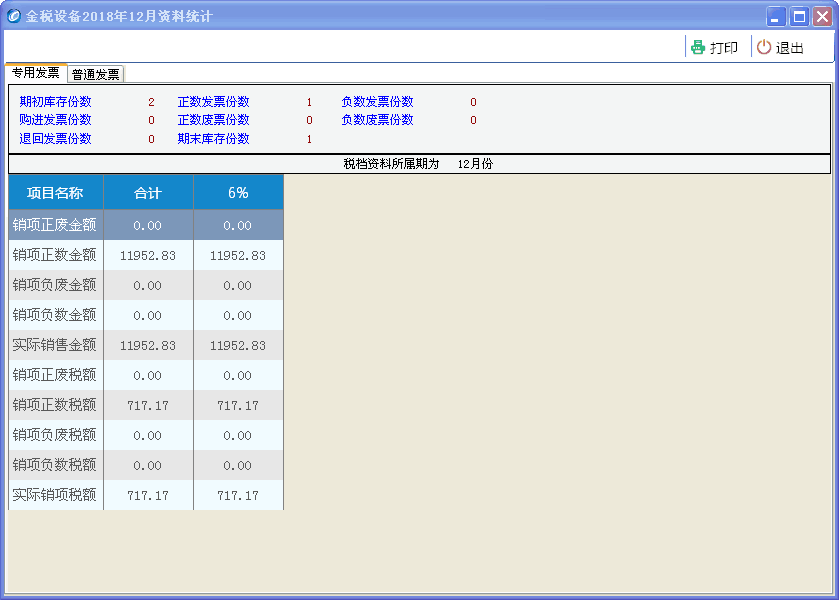 金税设备2018年12月资料统计
打印 退出
专用发票 普通发票
期初库存份数 2 正数发票份数 1 负数发票份数 0
购进发票份数 0 正数废票份数 0 负数废票份数 0
退回发票份数 0 期末库存份数 1
税档资料所属期为 12月份
项目名称 合计 6%
销项正废金额 0.00 0.00
销项正数金额 11952.83 11952.83
销项负废金额 0.00 0.00
销项负数金额 0.00 0.00
实际销售金额 11952.83 11952.83
销项正废税额 0.00 0.00
销项正数税额 717.17 717.17
销项负废税额 0.00 0.00
销项负数税额 0.00 0.00
实际销项税额 717.17 717.17